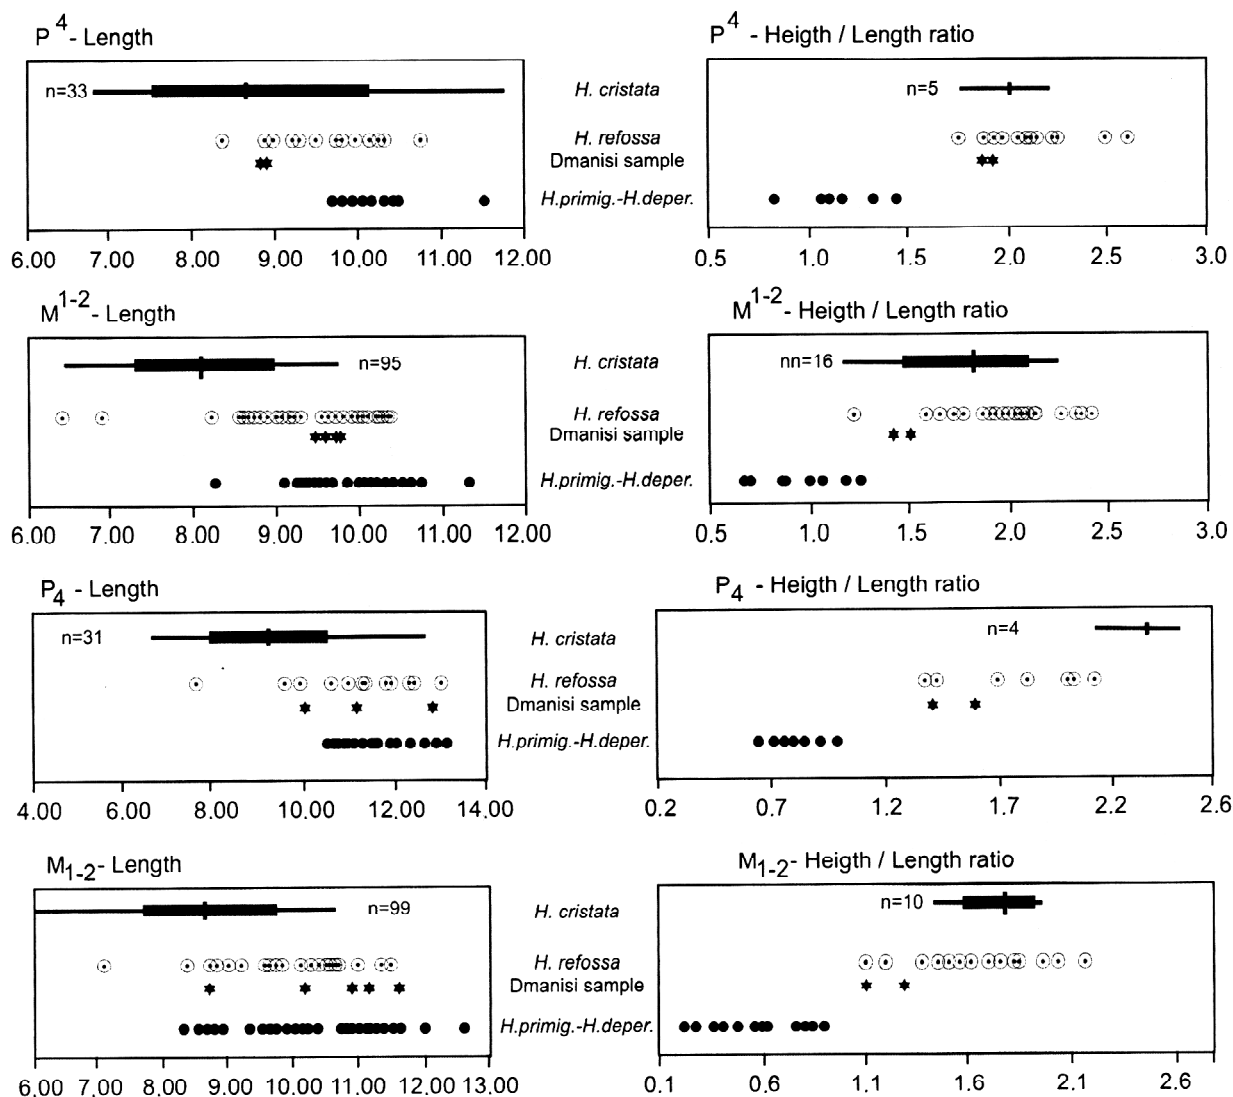 P 4 - Length
n=33
6.00 7.00 8.00 9.00 10.00 11.00 12.00
H. cristata
H. refossa
Dmanisi sample
H.primig.-H.deper.
P 4 - Heigth / Length ratio
n=5
0.5 1.0 1.5 2.0 2.5 3.0
M1-2 - Length
n=95
6.00 7.00 8.00 9.00 10.00 11.00 12.00
H. cristata
H. refossa
Dmanisi sample
H.primig.-H.deper.
M1-2 - Heigth / Length ratio
nn=16
0.5 1.0 1.5 2.0 2.5 3.0
P4 - Length
n=31
4.00 6.00 8.00 10.00 12.00 14.00
H. cristata
H. refossa
Dmanisi sample
H.primig.-H.deper.
P4 - Heigth / Length ratio
n=4
0.2 0.7 1.2 1.7 2.2 2.6
M1-2- Length
n=99
6.00 7.00 8.00 9.00 10.00 11.00 12.00 13.00
H. cristata
H. refossa
Dmanisi sample
H.primig.-H.deper.
M1-2- Heigth / Length ratio
n=10
0.1 0.6 1.1 1.6 2.1 2.6